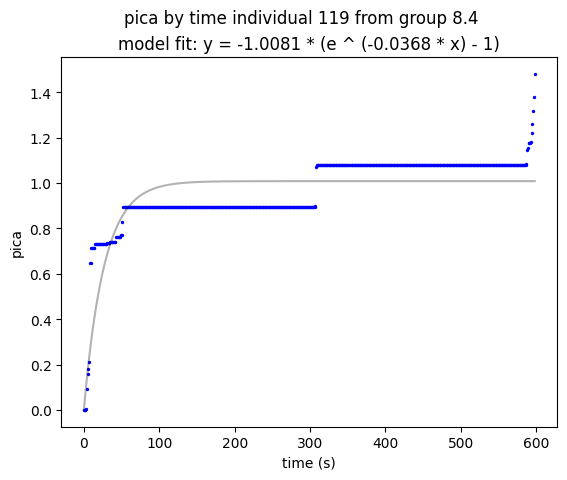 pica by time individual 119 from group 8.4
model fit: y = -1.0081 * (e ^ (-0.0368 * x) - 1)
1.4
1.2
1.0
0.8
0.6
0.4
0.2
0.0
pica
0 100 200 300 400 500 600
time (s)